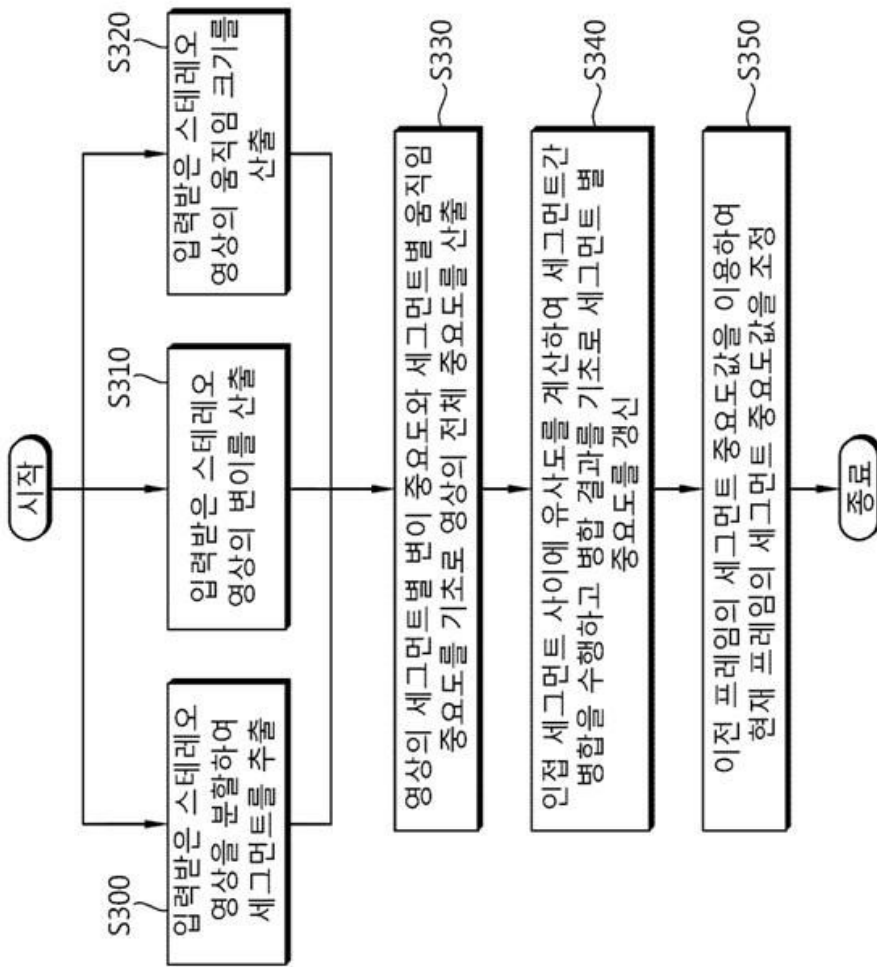 시작
S300
입력받은 스테레오
영상을 분할하여
세그먼트를 추출
S310
입력받은 스테레오
영상의 변이를 산출
S320
입력받은 스테레오
영상의 움직임 크기를
산출
S330
영상의 세그먼트별 변이 중요도와 세그먼트별 움직임
중요도를 기초로 영상의 전체 중요도를 산출
S340
인접 세그먼트 사이에 유사도를 계산하여 세그먼트간
병합을 수행하고 병합 결과를 기초로 세그먼트 별
중요도를 갱신
S350
이전 프레임의 세그먼트 중요도값을 이용하여
현재 프레임의 세그먼트 중요도값을 조정
종료